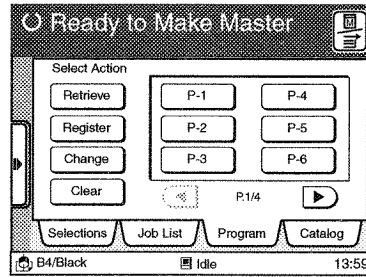 Ready to Make Master
M
Select Action
Retrieve
Register
Change
Clear
P-1
P-4
P-2
P-5
P-3
P-6
P.1/4
Selections
Job List
Program
Catalog
B4/Black
Idle
13:59